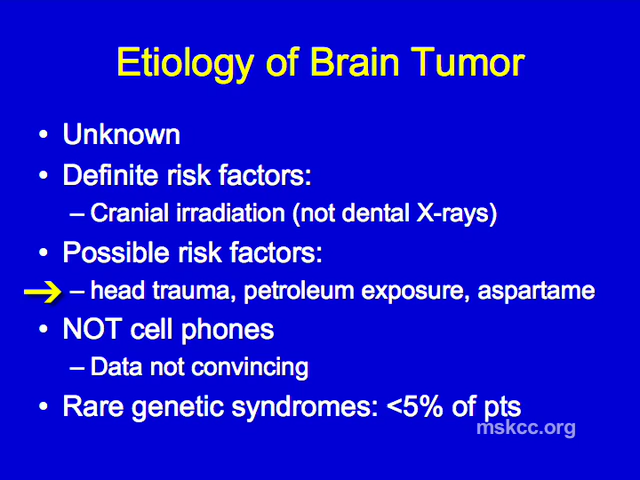 Etiology of Brain Tumor
• Unknown
• Definite risk factors:
– Cranial irradiation (not dental X-rays)
• Possible risk factors:
– head trauma, petroleum exposure, aspartame
• NOT cell phones
– Data not convincing
• Rare genetic syndromes: <5% of pts
mskcc.org